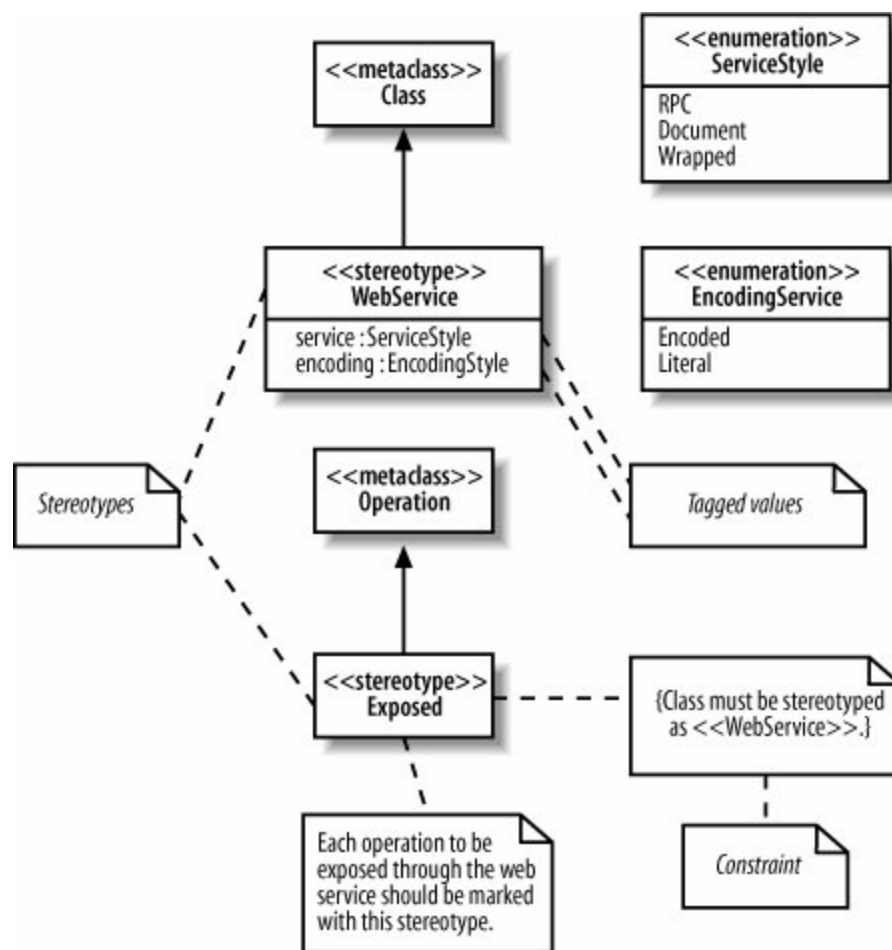 <<metaclass>>
Class
<<enumeration>>
ServiceStyle
RPC
Document
Wrapped
<<stereotype>>
WebService
service : ServiceStyle
encoding : EncodingStyle
<<enumeration>>
EncodingService
Encoded
Literal
Stereotypes
<<metaclass>>
Operation
Tagged values
<<stereotype>>
Exposed
{Class must be stereotyped
as <<WebService>>.}
Each operation to be
exposed through the web
service should be marked
with this stereotype.
Constraint